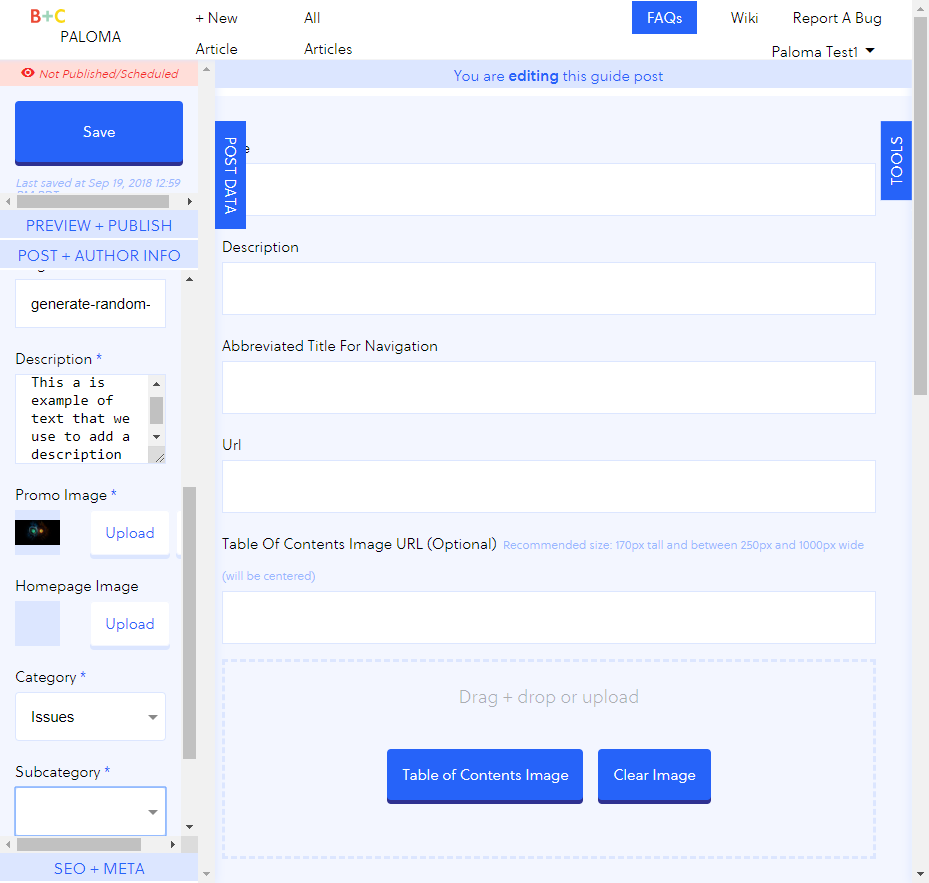 B+C
PALOMA
+ New
Article
All
Articles
FAQs
Wiki
Report A Bug
Paloma Test1
Not Published/Scheduled
Save
Last saved at Sep 19, 2018 12:59
PREVIEW + PUBLISH
POST + AUTHOR INFO
generate-random-
Description *
This a is
example of
text that we
use to add a
description
Promo Image *
Upload
Homepage Image
Upload
Category *
Issues
Subcategory *
SEO + META
You are editing this guide post
POST DATA
TOOLS
Description
Abbreviated Title For Navigation
Url
Table Of Contents Image URL (Optional) Recommended size: 170px tall and between 250px and 1000px wide
(will be centered)
Drag + drop or upload
Table of Contents Image
Clear Image